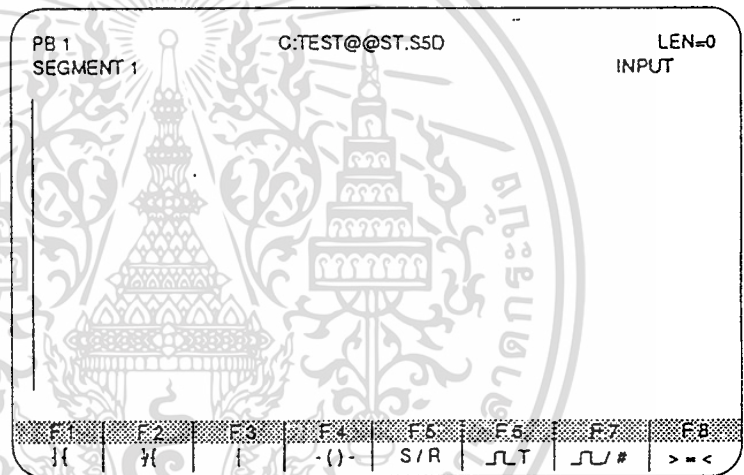 PB 1 C:TEST@@ST.S5D LEN=0
SEGMENT 1 INPUT
F1 F2 F3 F4 F5 F6 F7 F8
][ ]/[ | -( )- S / R ⎍T ⎍/ # > = <